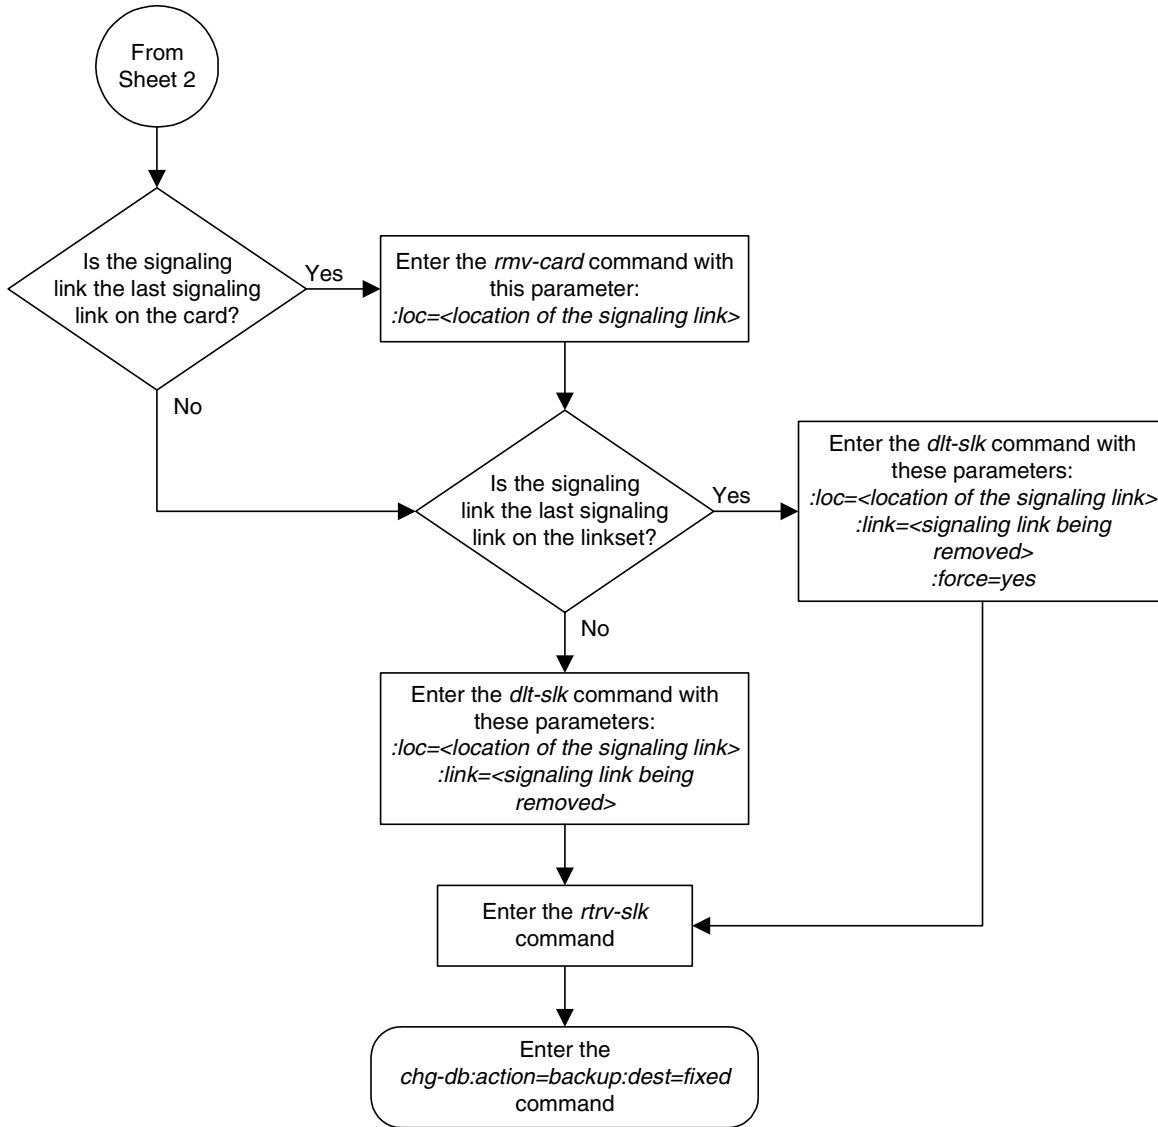 From
Sheet 2
Is the signaling
link the last signaling
link on the card?
Yes
Enter the rmv-card command with
this parameter:
:loc=<location of the signaling link>
No
Is the signaling
link the last signaling
link on the linkset?
Yes
Enter the dlt-slk command with
these parameters:
:loc=<location of the signaling link>
:link=<signaling link being
removed>
:force=yes
No
Enter the dlt-slk command with
these parameters:
:loc=<location of the signaling link>
:link=<signaling link being
removed>
Enter the rtrv-slk
command
Enter the
chg-db:action=backup:dest=fixed
command